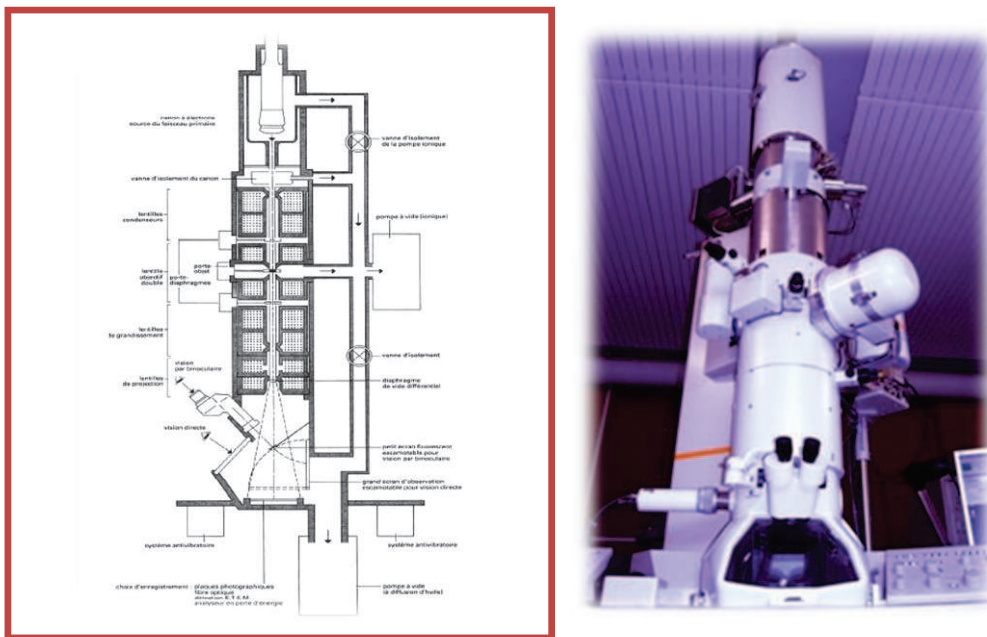 canon à électrons
source du faisceau primaire
vanne d'isolement
de la pompe ionique
vanne d'isolement du canon
lentilles
condenseurs
pompe à vide (ionique)
porte-
objet
lentille
objectif
double
porte-
diaphragmes
lentilles
de grandissement
vanne d'isolement
vision
par binoculaire
lentilles
de projection
diaphragme
de vide différentiel
vision directe
petit écran fluorescent
escamotable pour
vision par binoculaire
grand écran d'observation
escamotable pour vision directe
système antivibratoire
système antivibratoire
choix d'enregistrement
plaques photographiques
fibre optique
S.T.E.M.
analyseur en perte d'énergie
pompe à vide
(à diffusion d'huile)